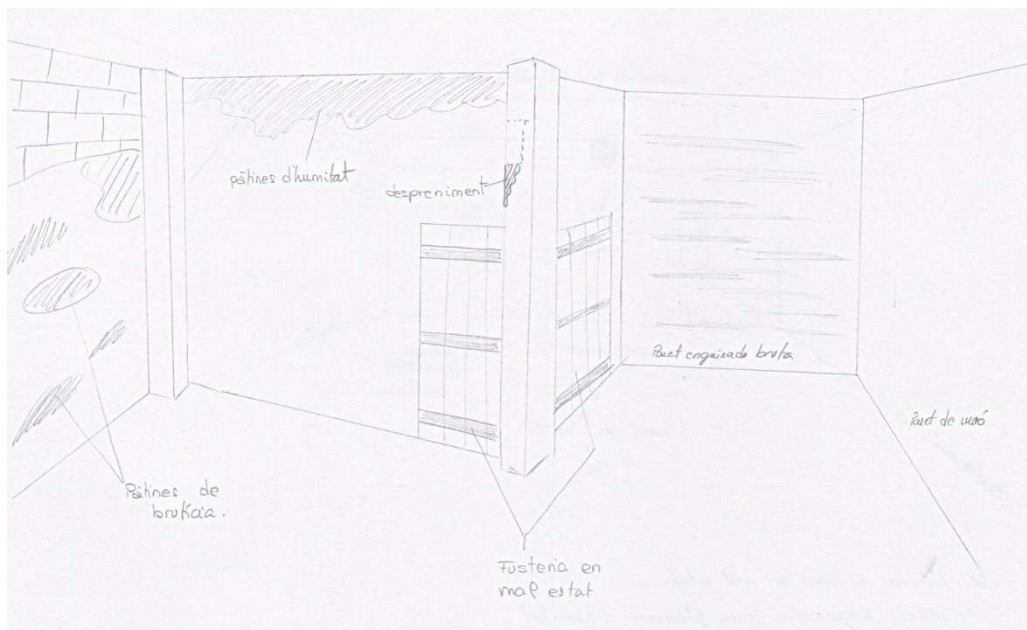 pàtines d'humitat
despreniment
Paret enguixada bruta
Paret de maó
Pàtines de
brutícia.
Fusteria en
mal estat